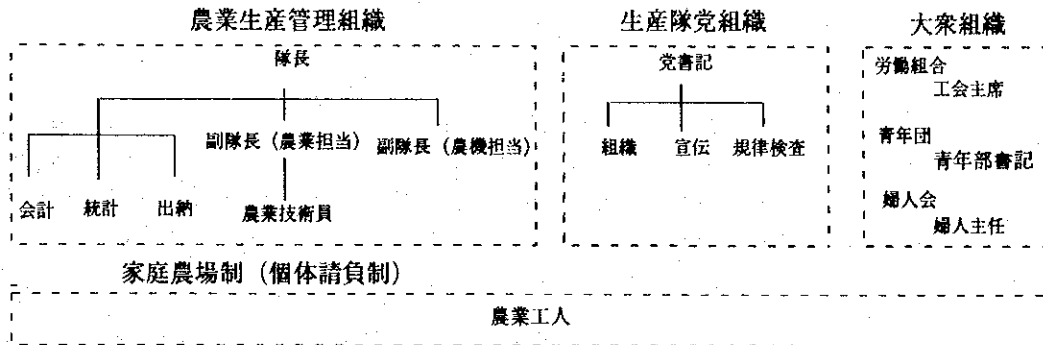 農業生産管理組織
隊長
副隊長（農業担当）
副隊長（農機担当）
会計
統計
出納
農業技術員
生産隊党組織
党書記
組織
宣伝
規律検査
大衆組織
労働組合
工会主席
青年団
青年部書記
婦人会
婦人主任
家庭農場制（個体請負制）
農業工人